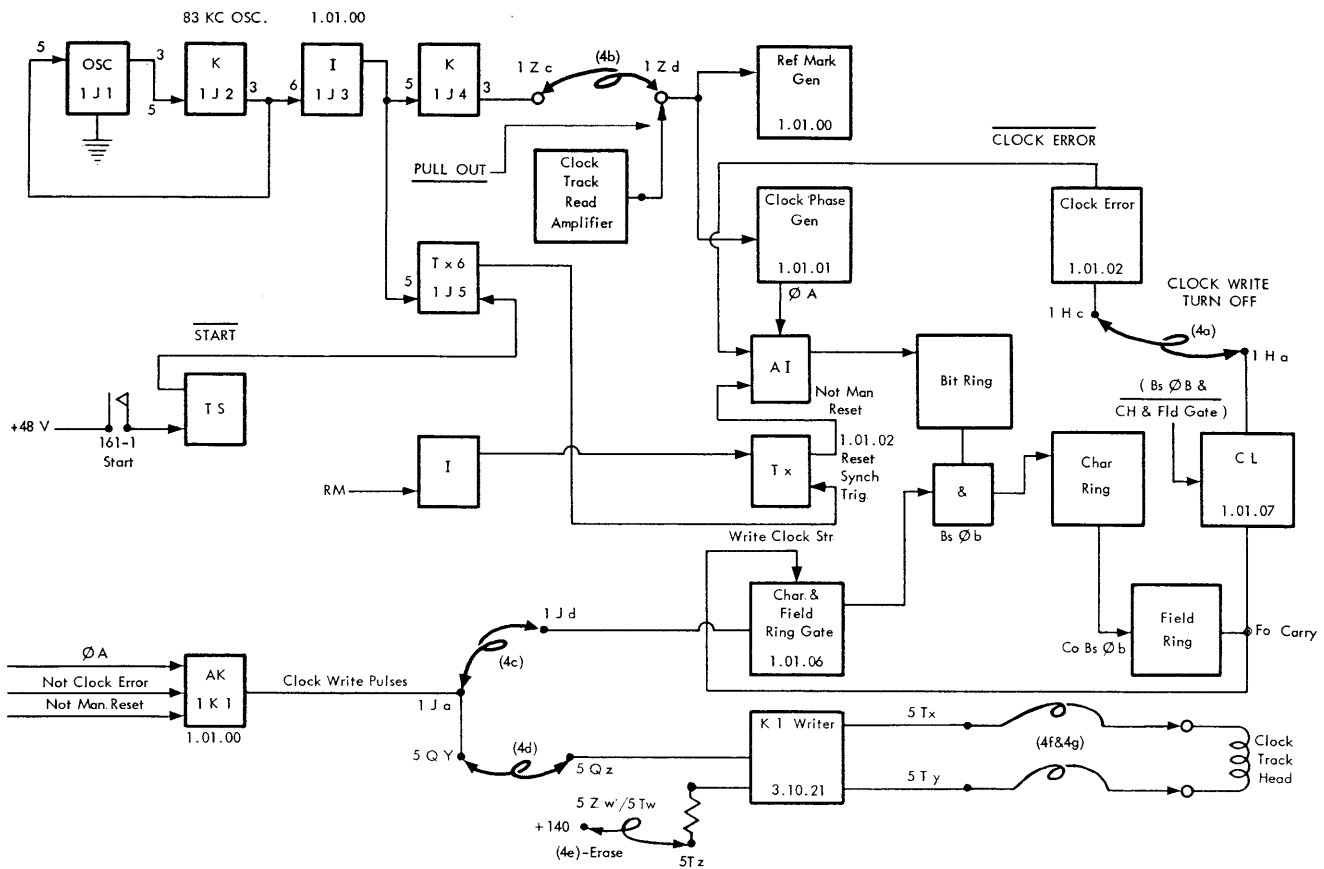 83 KC OSC.
1.01.00
5
OSC
1 J 1
3
5
K
1 J 2
3
6
I
1 J 3
5
K
1 J 4
3
1 Z c
(4b)
1 Z d
Ref Mark
Gen
1.01.00
PULL OUT
Clock
Track
Read
Amplifier
CLOCK ERROR
Clock Phase
Gen
1.01.01
Ø A
Clock Error
1.01.02
CLOCK WRITE
TURN OFF
1 H c
(4a)
1 H a
T x 6
1 J 5
5
START
T S
+48 V
161-1
Start
A I
Bit Ring
Not Man
Reset
1.01.02
Reset
Synch
Trig.
( Bs Ø B &
CH & Fld Gate )
I
RM
T x
&
Bs Ø b
Char
Ring
C L
1.01.07
Write Clock Str
Char. &
Field
Ring Gate
1.01.06
1 J d
(4c)
Field
Ring
Co Bs Ø b
Fo Carry
Ø A
Not Clock Error
Not Man. Reset
AK
1 K 1
1.01.00
Clock Write Pulses
1 J a
5 Q Y
(4d)
5 Q z
K 1 Writer
3.10.21
5 T x
5 T y
(4f&4g)
Clock
Track
Head
5 Z w / 5 Tw
+ 140
(4e)-Erase
5T z